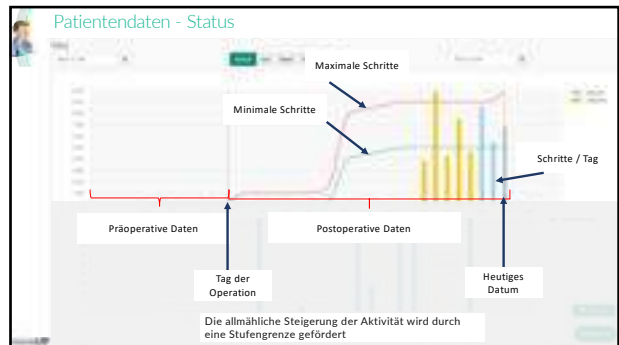 Patientendaten - Status
Maximale Schritte
Minimale Schritte
Schritte / Tag
Präoperative Daten
Postoperative Daten
Tag der
Operation
Heutiges
Datum
Die allmähliche Steigerung der Aktivität wird durch
eine Stufengrenze gefördert